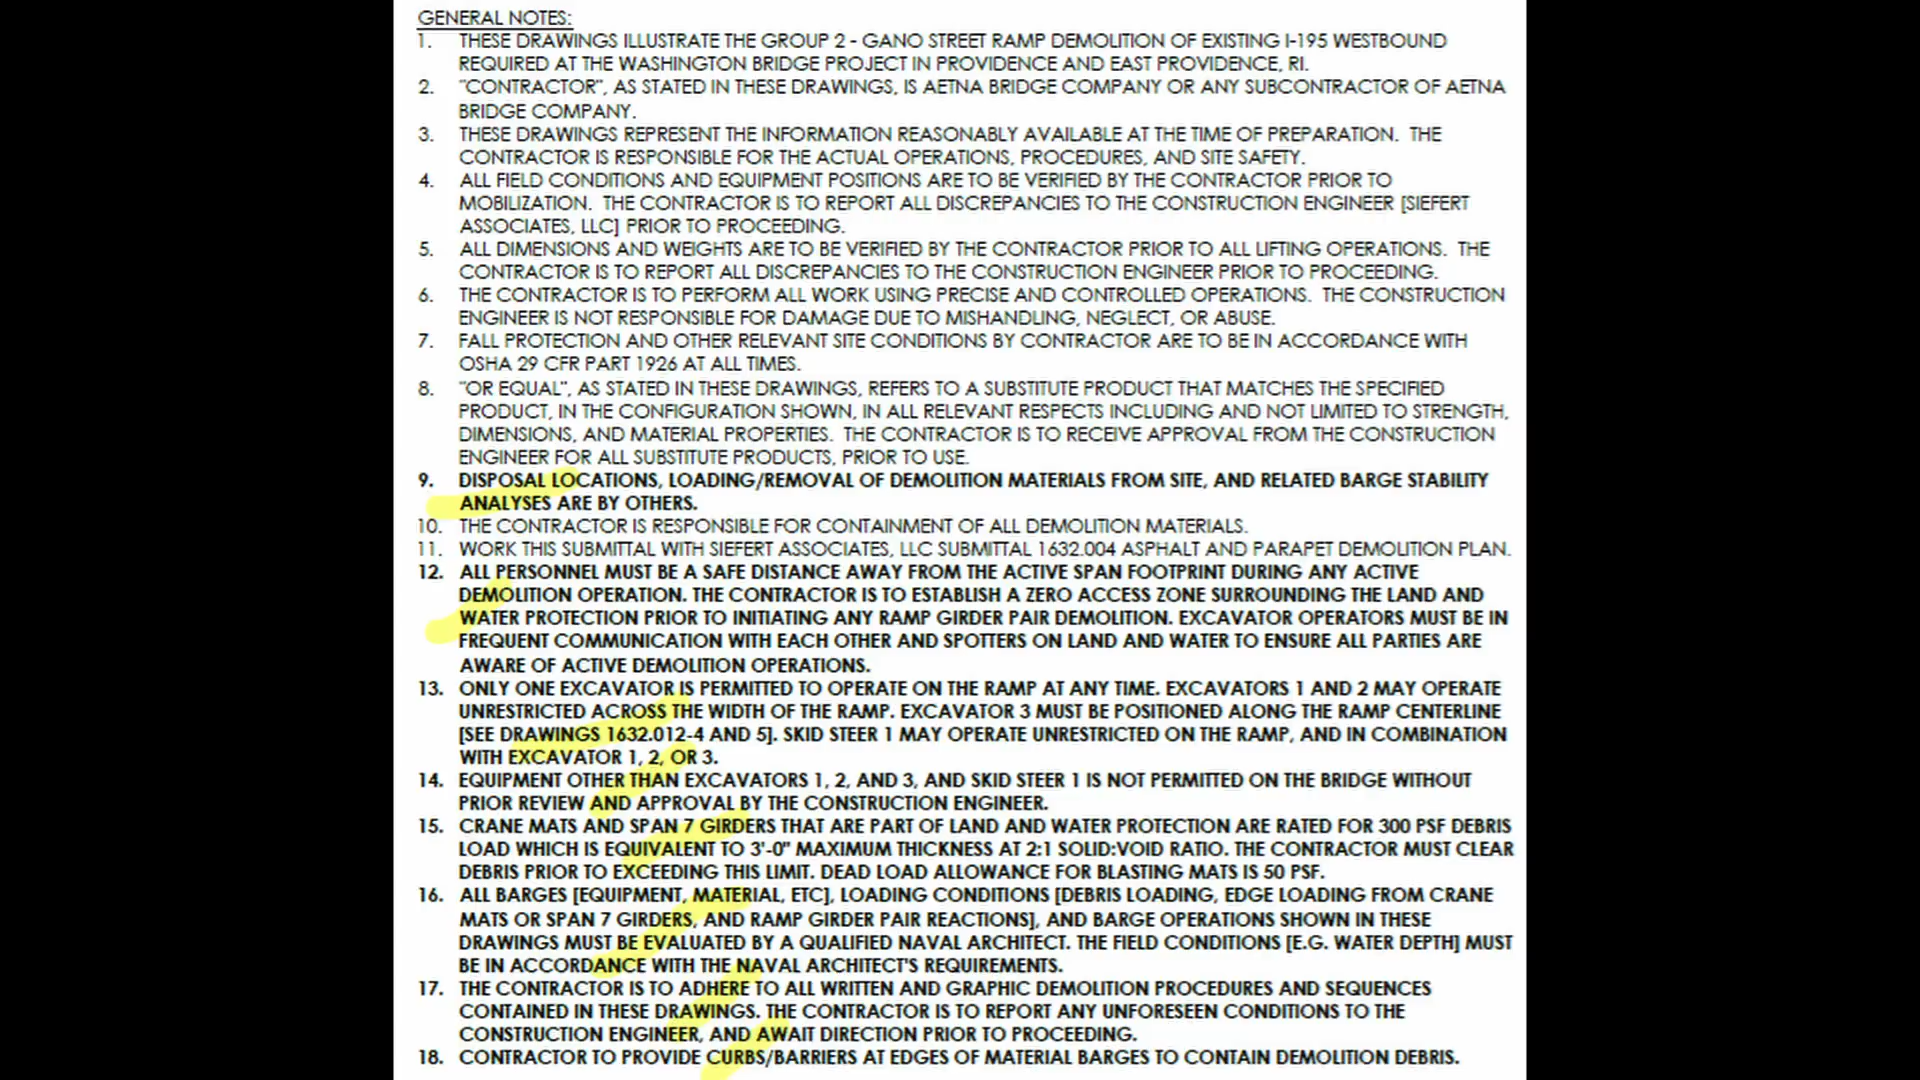 GENERAL NOTES:
1. THESE DRAWINGS ILLUSTRATE THE GROUP 2 - GANO STREET RAMP DEMOLITION OF EXISTING I-195 WESTBOUND
REQUIRED AT THE WASHINGTON BRIDGE PROJECT IN PROVIDENCE AND EAST PROVIDENCE, RI.
2. "CONTRACTOR", AS STATED IN THESE DRAWINGS, IS AETNA BRIDGE COMPANY OR ANY SUBCONTRACTOR OF AETNA
BRIDGE COMPANY.
3. THESE DRAWINGS REPRESENT THE INFORMATION REASONABLY AVAILABLE AT THE TIME OF PREPARATION. THE
CONTRACTOR IS RESPONSIBLE FOR THE ACTUAL OPERATIONS, PROCEDURES, AND SITE SAFETY.
4. ALL FIELD CONDITIONS AND EQUIPMENT POSITIONS ARE TO BE VERIFIED BY THE CONTRACTOR PRIOR TO
MOBILIZATION. THE CONTRACTOR IS TO REPORT ALL DISCREPANCIES TO THE CONSTRUCTION ENGINEER [SIEFERT
ASSOCIATES, LLC] PRIOR TO PROCEEDING.
5. ALL DIMENSIONS AND WEIGHTS ARE TO BE VERIFIED BY THE CONTRACTOR PRIOR TO ALL LIFTING OPERATIONS. THE
CONTRACTOR IS TO REPORT ALL DISCREPANCIES TO THE CONSTRUCTION ENGINEER PRIOR TO PROCEEDING.
6. THE CONTRACTOR IS TO PERFORM ALL WORK USING PRECISE AND CONTROLLED OPERATIONS. THE CONSTRUCTION
ENGINEER IS NOT RESPONSIBLE FOR DAMAGE DUE TO MISHANDLING, NEGLECT, OR ABUSE.
7. FALL PROTECTION AND OTHER RELEVANT SITE CONDITIONS BY CONTRACTOR ARE TO BE IN ACCORDANCE WITH
OSHA 29 CFR PART 1926 AT ALL TIMES.
8. "OR EQUAL", AS STATED IN THESE DRAWINGS, REFERS TO A SUBSTITUTE PRODUCT THAT MATCHES THE SPECIFIED
PRODUCT, IN THE CONFIGURATION SHOWN, IN ALL RELEVANT RESPECTS INCLUDING AND NOT LIMITED TO STRENGTH,
DIMENSIONS, AND MATERIAL PROPERTIES. THE CONTRACTOR IS TO RECEIVE APPROVAL FROM THE CONSTRUCTION
ENGINEER FOR ALL SUBSTITUTE PRODUCTS, PRIOR TO USE.
9. DISPOSAL LOCATIONS, LOADING/REMOVAL OF DEMOLITION MATERIALS FROM SITE, AND RELATED BARGE STABILITY
ANALYSES ARE BY OTHERS.
10. THE CONTRACTOR IS RESPONSIBLE FOR CONTAINMENT OF ALL DEMOLITION MATERIALS.
11. WORK THIS SUBMITTAL WITH SIEFERT ASSOCIATES, LLC SUBMITTAL 1632.004 ASPHALT AND PARAPET DEMOLITION PLAN.
12. ALL PERSONNEL MUST BE A SAFE DISTANCE AWAY FROM THE ACTIVE SPAN FOOTPRINT DURING ANY ACTIVE
DEMOLITION OPERATION. THE CONTRACTOR IS TO ESTABLISH A ZERO ACCESS ZONE SURROUNDING THE LAND AND
WATER PROTECTION PRIOR TO INITIATING ANY RAMP GIRDER PAIR DEMOLITION. EXCAVATOR OPERATORS MUST BE IN
FREQUENT COMMUNICATION WITH EACH OTHER AND SPOTTERS ON LAND AND WATER TO ENSURE ALL PARTIES ARE
AWARE OF ACTIVE DEMOLITION OPERATIONS.
13. ONLY ONE EXCAVATOR IS PERMITTED TO OPERATE ON THE RAMP AT ANY TIME. EXCAVATORS 1 AND 2 MAY OPERATE
UNRESTRICTED ACROSS THE WIDTH OF THE RAMP. EXCAVATOR 3 MUST BE POSITIONED ALONG THE RAMP CENTERLINE
[SEE DRAWINGS 1632.012-4 AND 5]. SKID STEER 1 MAY OPERATE UNRESTRICTED ON THE RAMP, AND IN COMBINATION
WITH EXCAVATOR 1, 2, OR 3.
14. EQUIPMENT OTHER THAN EXCAVATORS 1, 2, AND 3, AND SKID STEER 1 IS NOT PERMITTED ON THE BRIDGE WITHOUT
PRIOR REVIEW AND APPROVAL BY THE CONSTRUCTION ENGINEER.
15. CRANE MATS AND SPAN 7 GIRDERS THAT ARE PART OF LAND AND WATER PROTECTION ARE RATED FOR 300 PSF DEBRIS
LOAD WHICH IS EQUIVALENT TO 3'-0" MAXIMUM THICKNESS AT 2:1 SOLID:VOID RATIO. THE CONTRACTOR MUST CLEAR
DEBRIS PRIOR TO EXCEEDING THIS LIMIT. DEAD LOAD ALLOWANCE FOR BLASTING MATS IS 50 PSF.
16. ALL BARGES [EQUIPMENT, MATERIAL, ETC], LOADING CONDITIONS [DEBRIS LOADING, EDGE LOADING FROM CRANE
MATS OR SPAN 7 GIRDERS, AND RAMP GIRDER PAIR REACTIONS], AND BARGE OPERATIONS SHOWN IN THESE
DRAWINGS MUST BE EVALUATED BY A QUALIFIED NAVAL ARCHITECT. THE FIELD CONDITIONS [E.G. WATER DEPTH] MUST
BE IN ACCORDANCE WITH THE NAVAL ARCHITECT'S REQUIREMENTS.
17. THE CONTRACTOR IS TO ADHERE TO ALL WRITTEN AND GRAPHIC DEMOLITION PROCEDURES AND SEQUENCES
CONTAINED IN THESE DRAWINGS. THE CONTRACTOR IS TO REPORT ANY UNFORESEEN CONDITIONS TO THE
CONSTRUCTION ENGINEER, AND AWAIT DIRECTION PRIOR TO PROCEEDING.
18. CONTRACTOR TO PROVIDE CURBS/BARRIERS AT EDGES OF MATERIAL BARGES TO CONTAIN DEMOLITION DEBRIS.